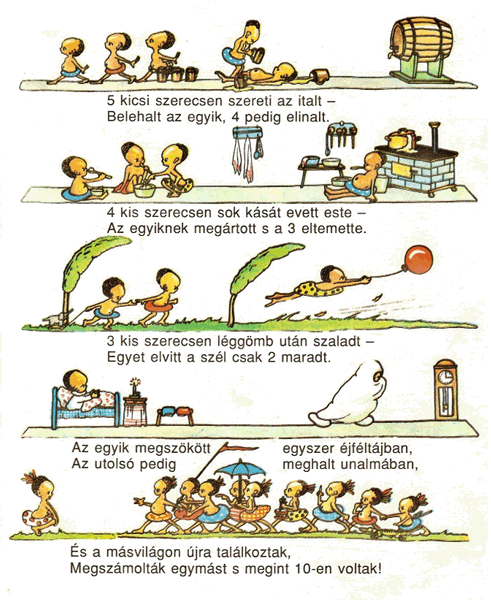 5 kicsi szerecsen szereti az italt –
Belehalt az egyik, 4 pedig elinalt.
4 kis szerecsen sok kását evett este –
Az egyiknek megártott s a 3 eltemette.
3 kis szerecsen léggömb után szaladt –
Egyet elvitt a szél csak 2 maradt.
Az egyik megszökött egyszer éjféltájban,
Az utolsó pedig meghalt unalmában,
És a másvilágon újra találkoztak,
Megszámolták egymást s megint 10-en voltak!